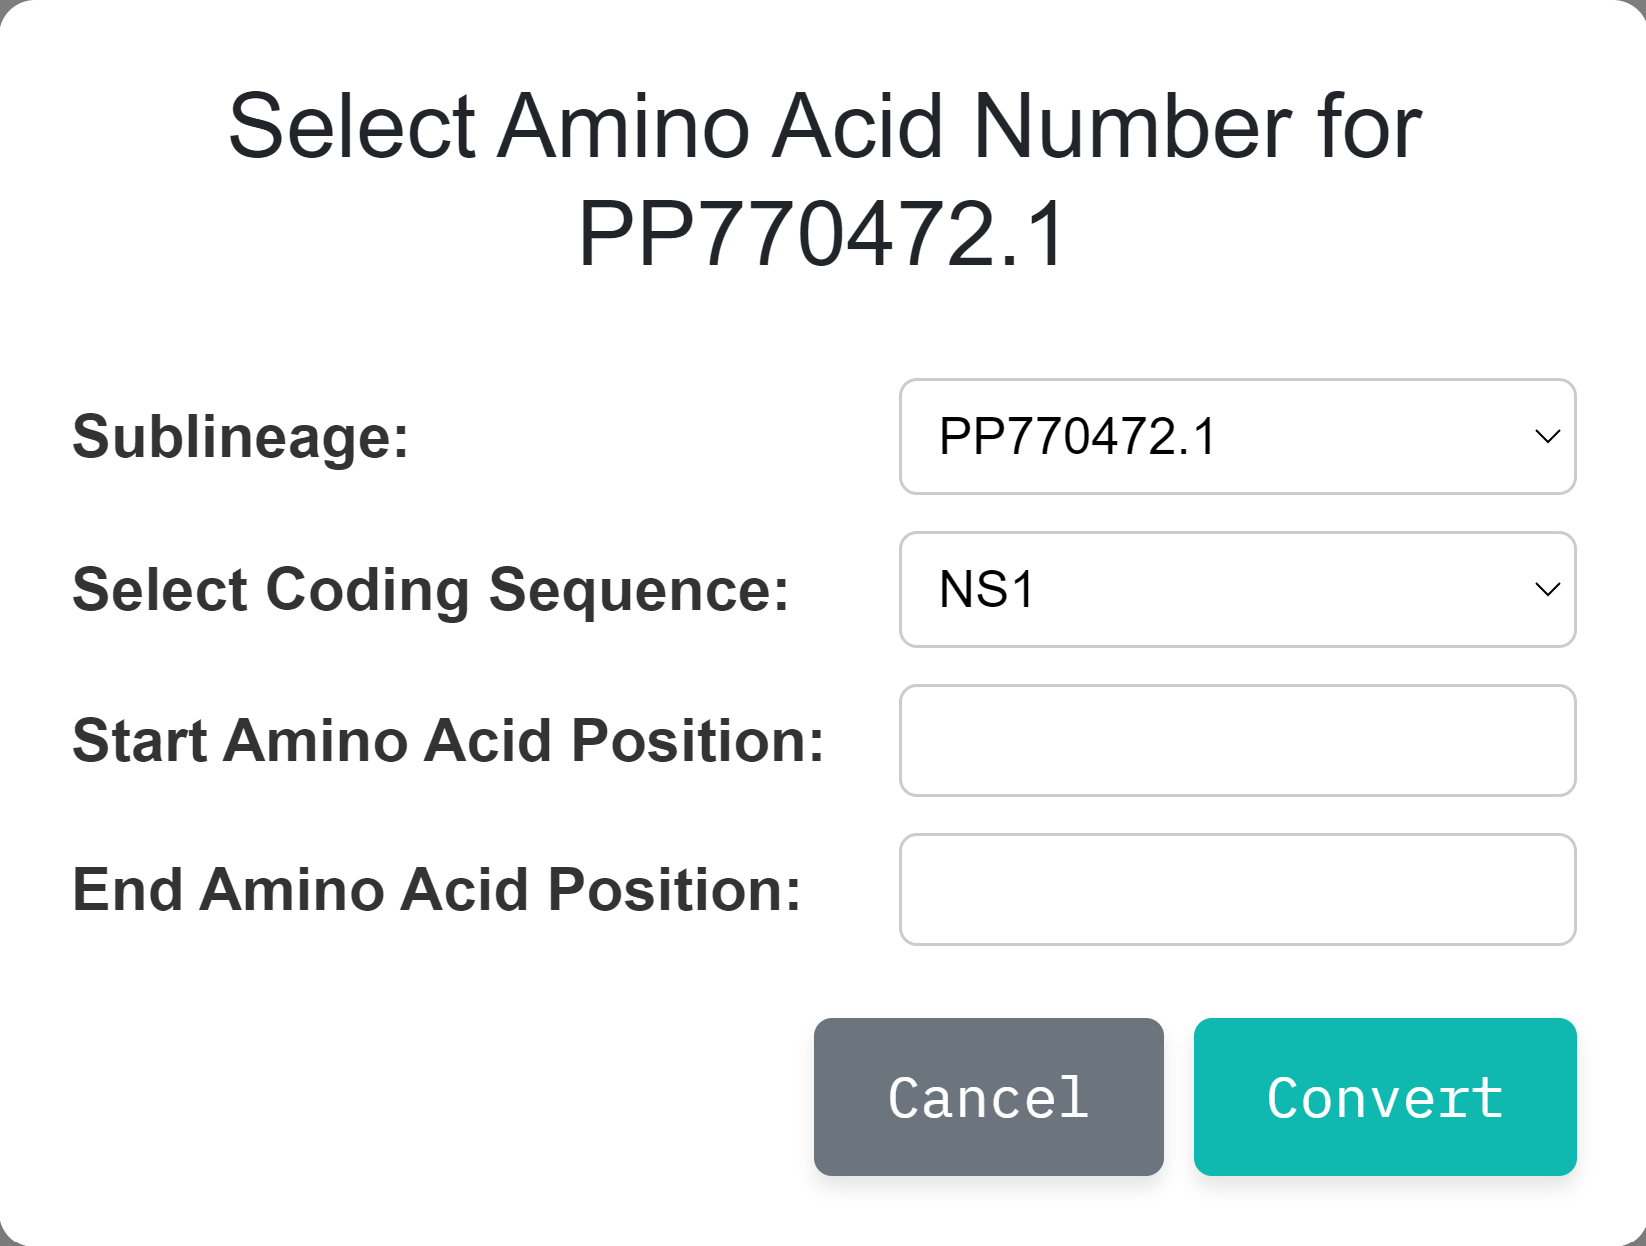 Select Amino Acid Number for
PP770472.1
Sublineage:
PP770472.1
Select Coding Sequence:
NS1
Start Amino Acid Position:
End Amino Acid Position:
Cancel
Convert